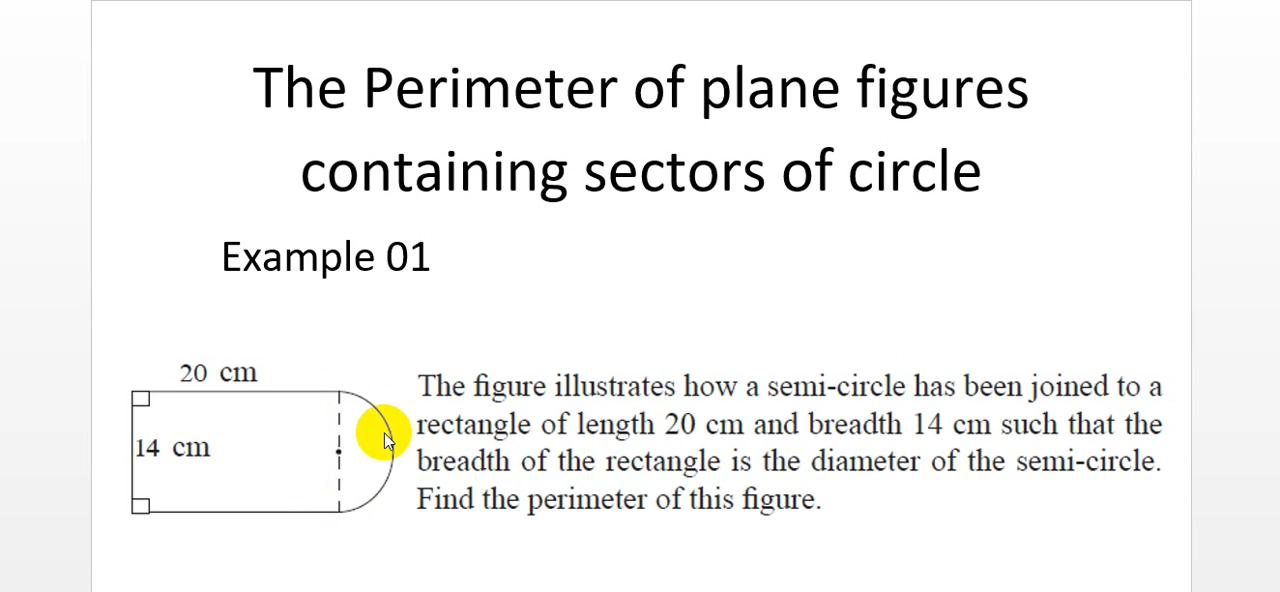 The Perimeter of plane figures
containing sectors of circle
Example 01
20 cm
14 cm
The figure illustrates how a semi-circle has been joined to a
rectangle of length 20 cm and breadth 14 cm such that the
breadth of the rectangle is the diameter of the semi-circle.
Find the perimeter of this figure.